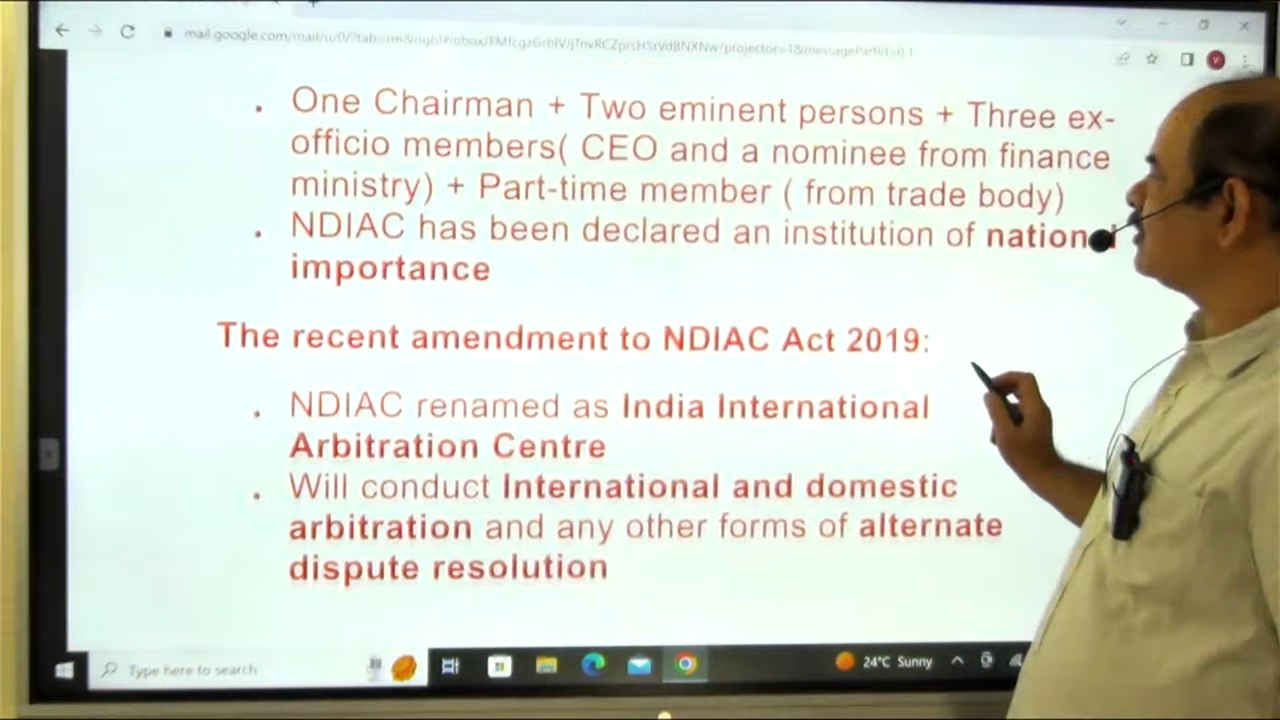 One Chairman + Two eminent persons + Three ex-
officio members( CEO and a nominee from finance
ministry) + Part-time member ( from trade body)
NDIAC has been declared an institution of
importance
The recent amendment to NDIAC Act 2019:
NDIAC renamed as India International
Arbitration Centre
Will conduct International and domestic
arbitration and any other forms of alternate
dispute resolution
Type here to search
24°C Sunny